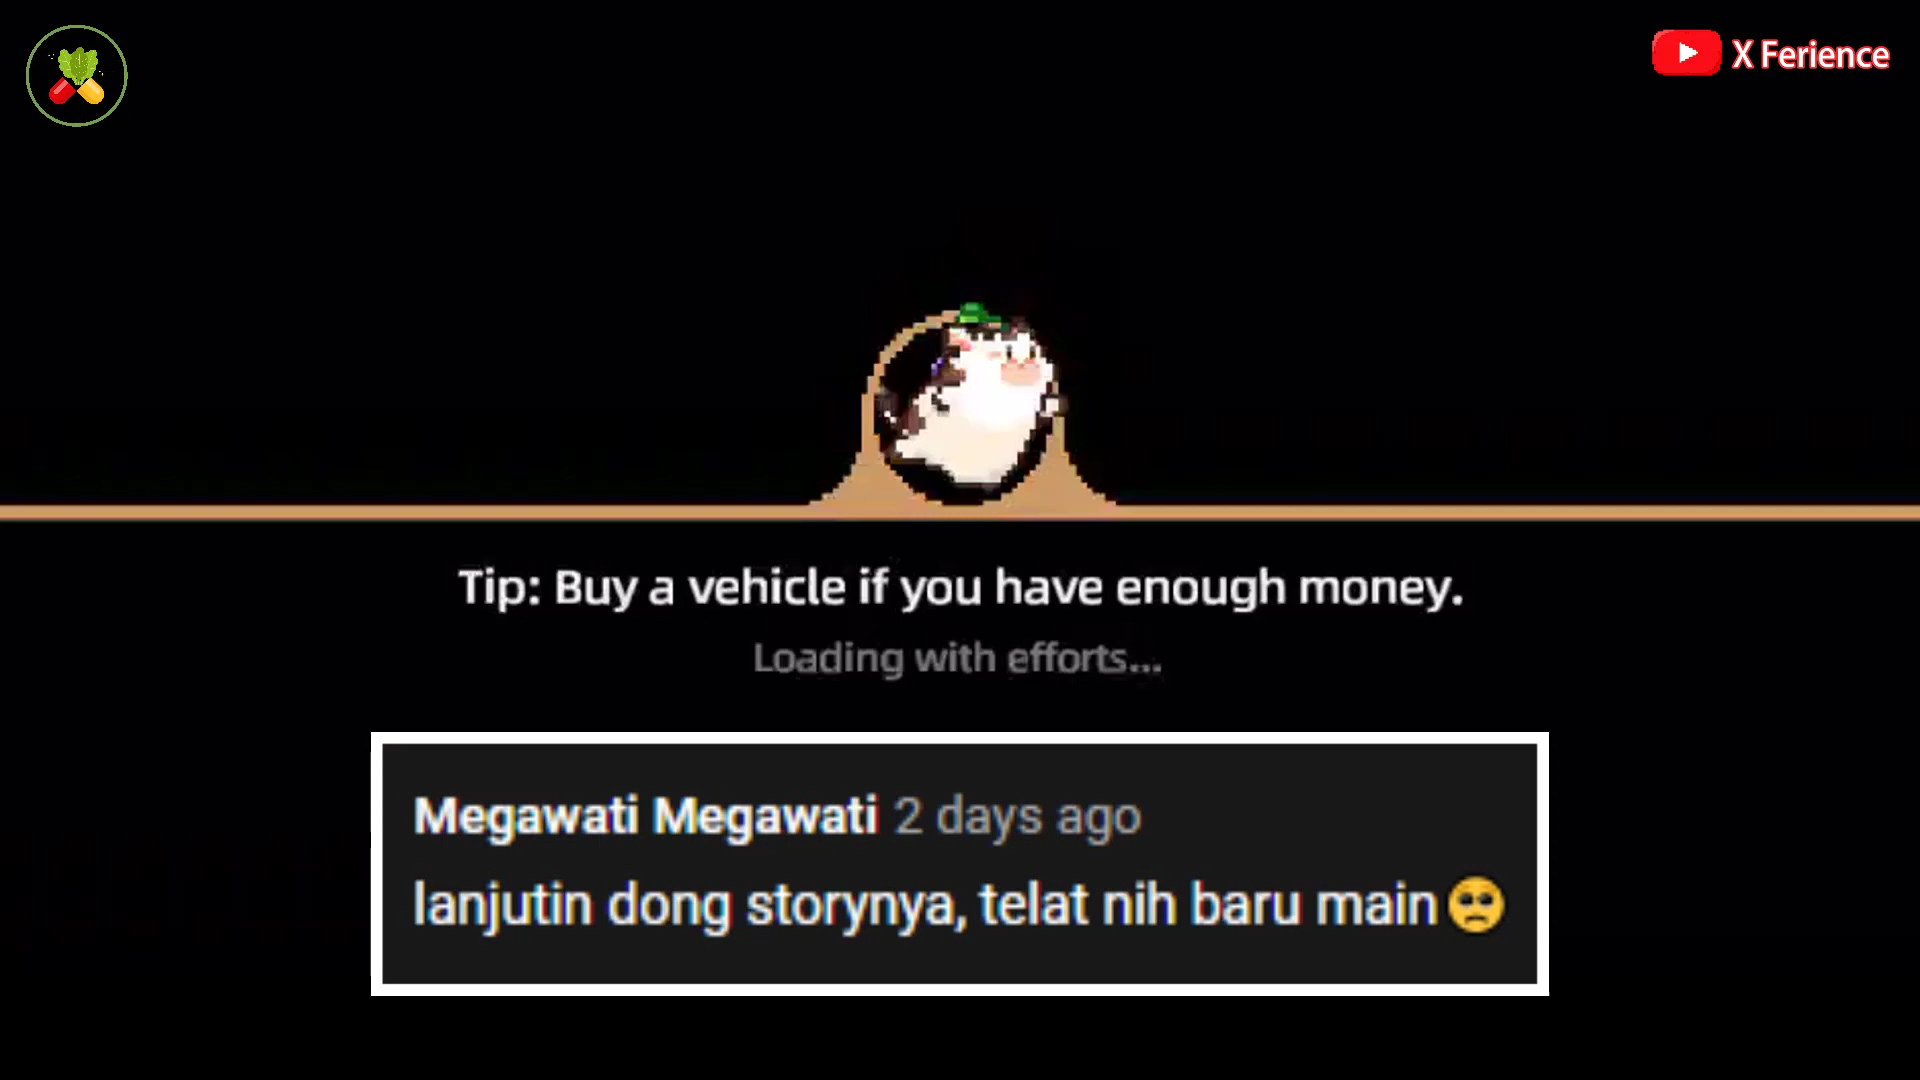 X Ferience
Tip: Buy a vehicle if you have enough money.
Loading with efforts...
Megawati Megawati 2 days ago
lanjutin dong storynya, telat nih baru main🥺